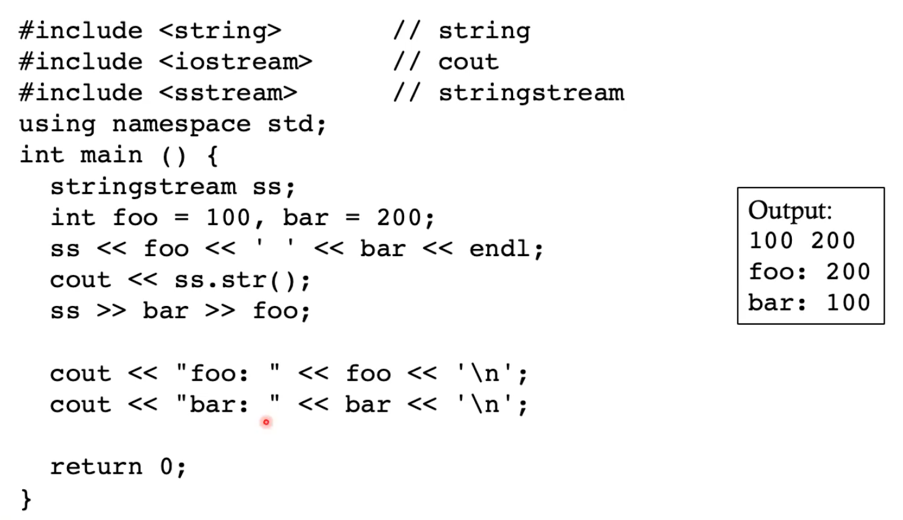 #include <string>       // string
#include <iostream>     // cout
#include <sstream>      // stringstream
using namespace std;
int main () {
  stringstream ss;
  int foo = 100, bar = 200;
  ss << foo << ' ' << bar << endl;
  cout << ss.str();
  ss >> bar >> foo;

  cout << "foo: " << foo << '\n';
  cout << "bar: " << bar << '\n';

  return 0;
}
Output:
100 200
foo: 200
bar: 100